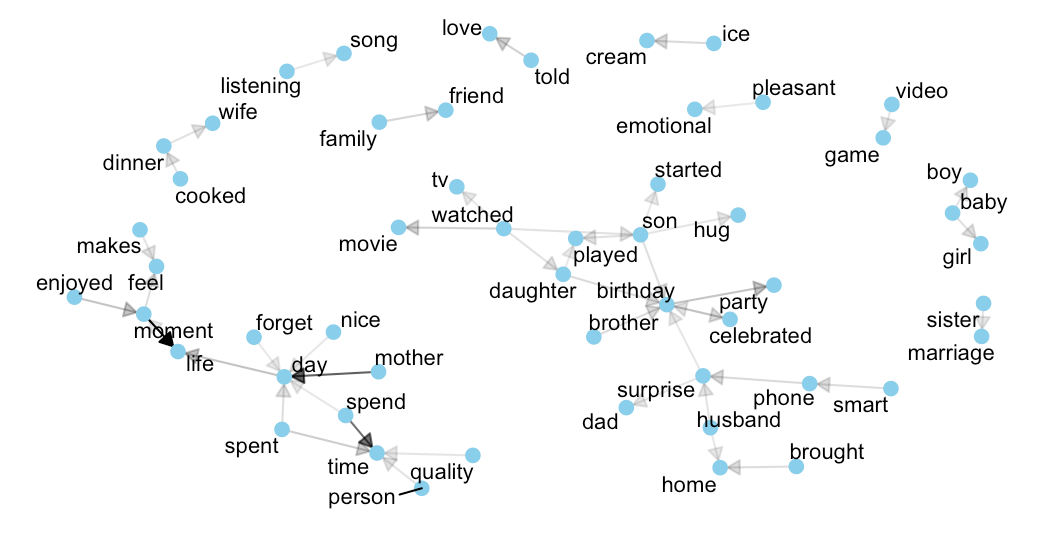 love
ice
song
cream
told
listening
pleasant
video
friend
wife
emotional
family
game
dinner
started
boy
tv
cooked
baby
watched
son
hug
movie
makes
played
girl
enjoyed
feel
daughter
birthday
party
sister
forget
nice
brother
moment
celebrated
marriage
life
day
mother
surprise
phone
smart
spend
dad
husband
spent
brought
time
quality
home
person